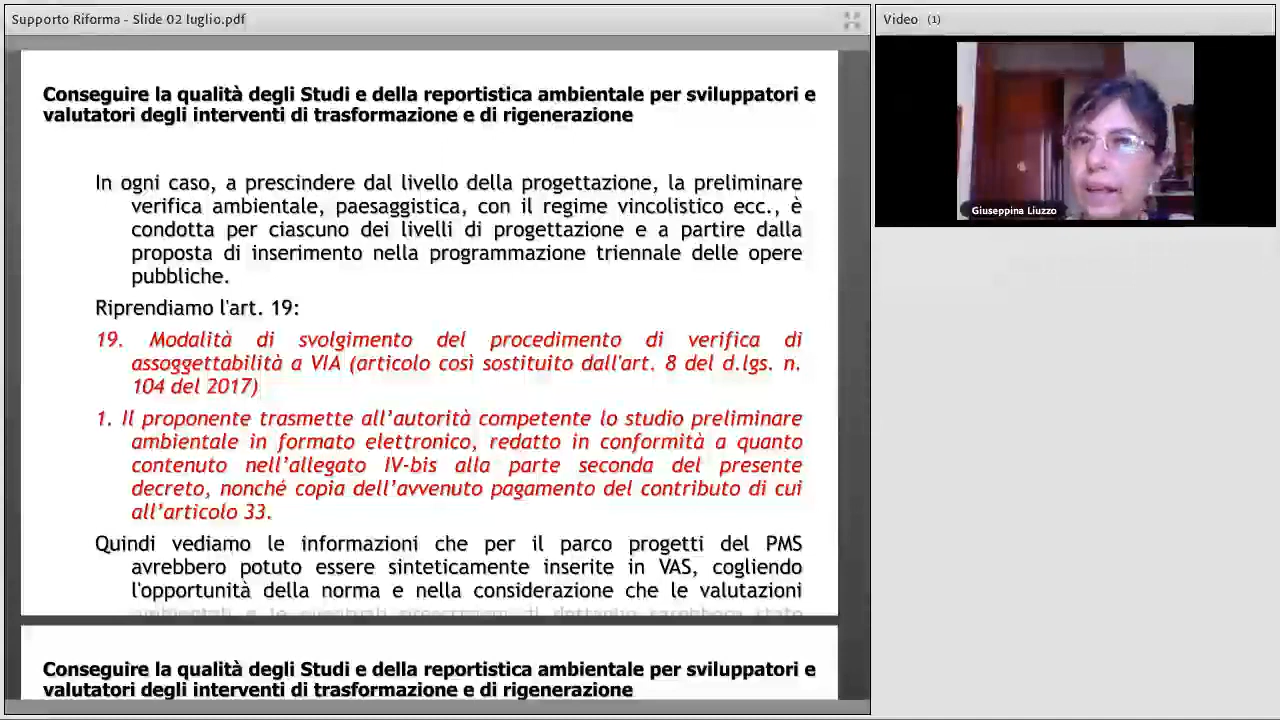 Supporto Riforma - Slide 02 luglio.pdf
Video (1)
Giuseppina Liuzzo
Conseguire la qualità degli Studi e della reportistica ambientale per sviluppatori e
valutatori degli interventi di trasformazione e di rigenerazione
In ogni caso, a prescindere dal livello della progettazione, la preliminare
verifica ambientale, paesaggistica, con il regime vincolistico ecc., è
condotta per ciascuno dei livelli di progettazione e a partire dalla
proposta di inserimento nella programmazione triennale delle opere
pubbliche.
Riprendiamo l'art. 19:
19. Modalità di svolgimento del procedimento di verifica di
assoggettabilità a VIA (articolo così sostituito dall'art. 8 del d.lgs. n.
104 del 2017)
1. Il proponente trasmette all’autorità competente lo studio preliminare
ambientale in formato elettronico, redatto in conformità a quanto
contenuto nell’allegato IV-bis alla parte seconda del presente
decreto, nonché copia dell’avvenuto pagamento del contributo di cui
all’articolo 33.
Quindi vediamo le informazioni che per il parco progetti del PMS
avrebbero potuto essere sinteticamente inserite in VAS, cogliendo
l'opportunità della norma e nella considerazione che le valutazioni
Conseguire la qualità degli Studi e della reportistica ambientale per sviluppatori e
valutatori degli interventi di trasformazione e di rigenerazione